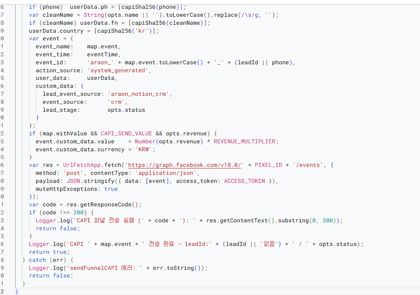 if (phone) userData.ph = [capiSha256(phone)];
var cleanName = String(opts.name || '').toLowerCase().replace(/\s/g, '');
if (cleanName) userData.fn = [capiSha256(cleanName)];
userData.country = [capiSha256('kr')];
var event = {
event_name: map.event,
event_time: eventTime,
event_id: 'araon_' + map.event.toLowerCase() + '_' + (leadId || phone),
action_source: 'system_generated',
user_data: userData,
custom_data: {
lead_event_source: 'araon_notion_crm',
event_source: 'crm',
lead_stage: opts.status
}
};
if (map.withValue && CAPI_SEND_VALUE && opts.revenue) {
event.custom_data.value = Number(opts.revenue) * REVENUE_MULTIPLIER;
event.custom_data.currency = 'KRW';
}
var res = UrlFetchApp.fetch('https://graph.facebook.com/v18.0/' + PIXEL_ID + '/events', {
method: 'post', contentType: 'application/json',
payload: JSON.stringify({ data: [event], access_token: ACCESS_TOKEN }),
muteHttpExceptions: true
});
var code = res.getResponseCode();
if (code !== 200) {
Logger.log('CAPI 퍼널 전송 실패 (' + code + '): ' + res.getContentText().substring(0, 300));
return false;
}
Logger.log('CAPI ' + map.event + ' 전송 완료 - leadId:' + (leadId || '없음') + ' / ' + opts.status);
return true;
} catch (err) {
Logger.log('sendFunnelCAPI 에러: ' + err.toString());
return false;
}
}